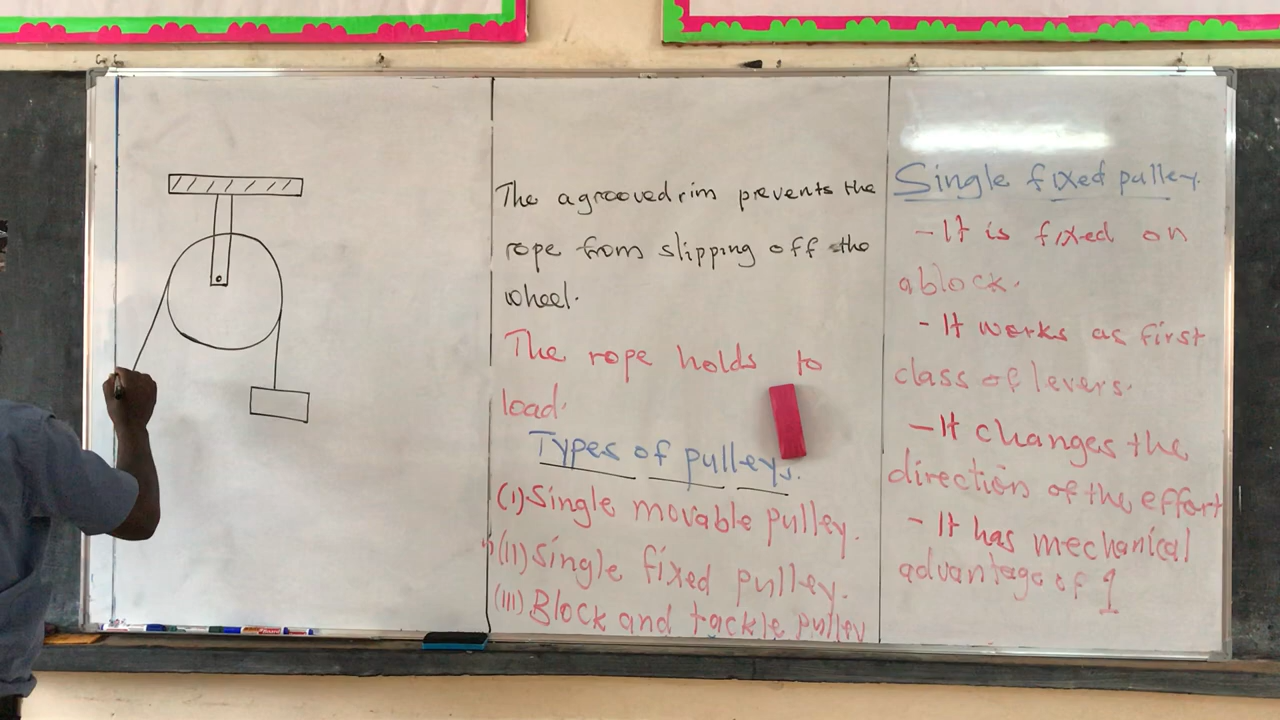 The a grooved rim prevents the
rope from slipping off the
wheel.
The rope holds to
load.
Types of pulleys.
(i) Single movable pulley.
(ii) Single fixed pulley.
(iii) Block and tackle pulley
Single fixed pulley.
- It is fixed on
a block.
- It works as first
class of levers.
- It changes the
direction of the effort
- It has mechanical
advantage of 1